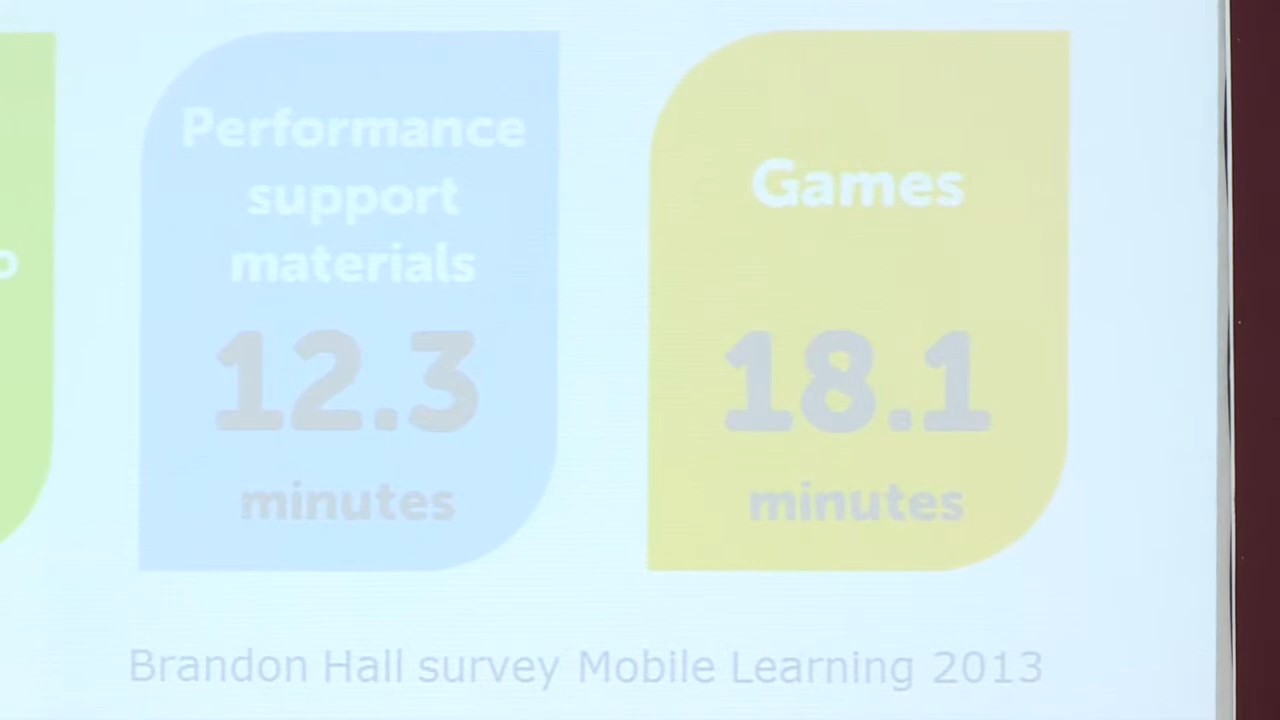 Performance
support
materials
12.3
minutes
Games
18.1
minutes
Brandon Hall survey Mobile Learning 2013